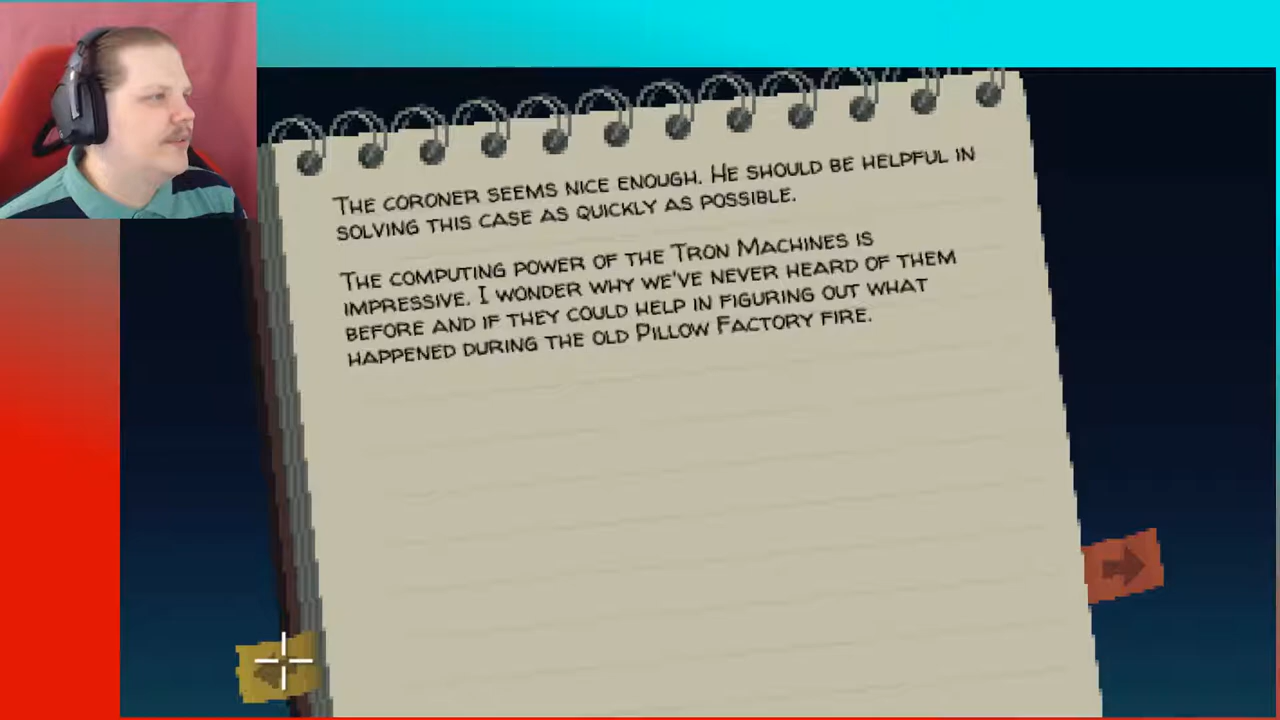 The coroner seems nice enough. He should be helpful in
solving this case as quickly as possible.
The computing power of the Tron Machines is
impressive. I wonder why we've never heard of them
before and if they could help in figuring out what
happened during the old Pillow Factory fire.